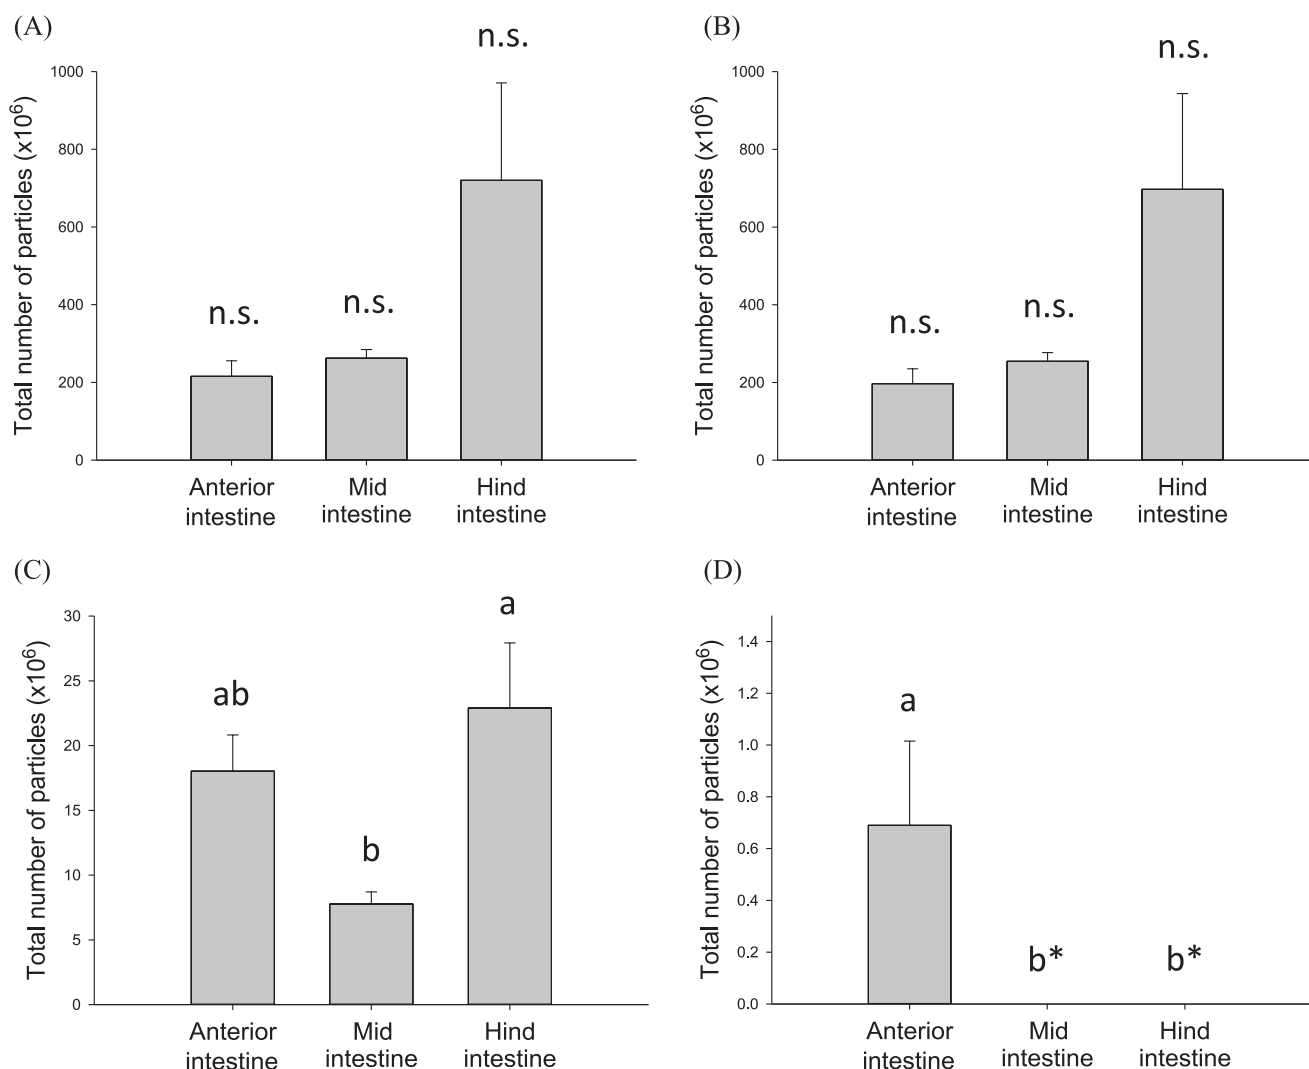 (A)
n.s.
1000
800
600
400
200
0
Total number of particles (x10⁶)
n.s.
n.s.
Anterior
intestine
Mid
intestine
Hind
intestine
(B)
n.s.
1000
800
600
400
200
0
Total number of particles (x10⁶)
n.s.
n.s.
Anterior
intestine
Mid
intestine
Hind
intestine
(C)
a
30
25
20
15
10
5
0
Total number of particles (x10⁶)
ab
b
Anterior
intestine
Mid
intestine
Hind
intestine
(D)
1.4
1.2
1.0
0.8
0.6
0.4
0.2
0.0
Total number of particles (x10⁶)
a
b*
b*
Anterior
intestine
Mid
intestine
Hind
intestine